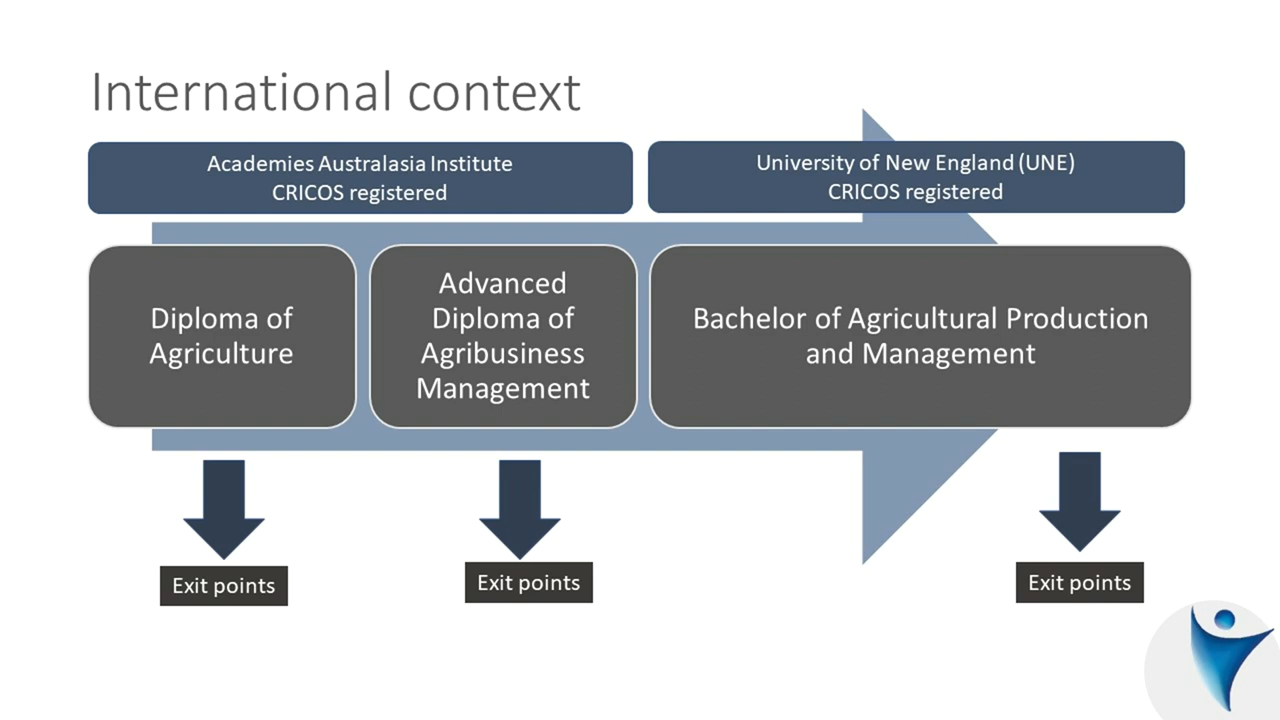 International context
Academies Australasia Institute
CRICOS registered
University of New England (UNE)
CRICOS registered
Diploma of
Agriculture
Advanced
Diploma of
Agribusiness
Management
Bachelor of Agricultural Production
and Management
Exit points
Exit points
Exit points